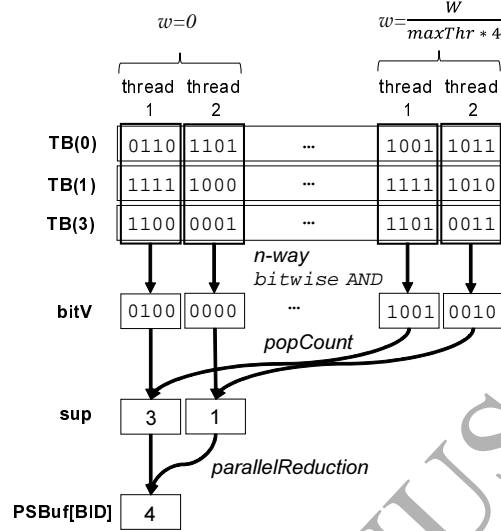 w=0 w=W/maxThr * 4
thread 1 thread 2 thread 1 thread 2
TB(0) 0110 1101 ... 1001 1011
TB(1) 1111 1000 ... 1111 1010
TB(3) 1100 0001 ... 1101 0011
n-way
bitwise AND
bitV 0100 0000 ... 1001 0010
popCount
sup 3 1
parallelReduction
PSBuf[BID] 4